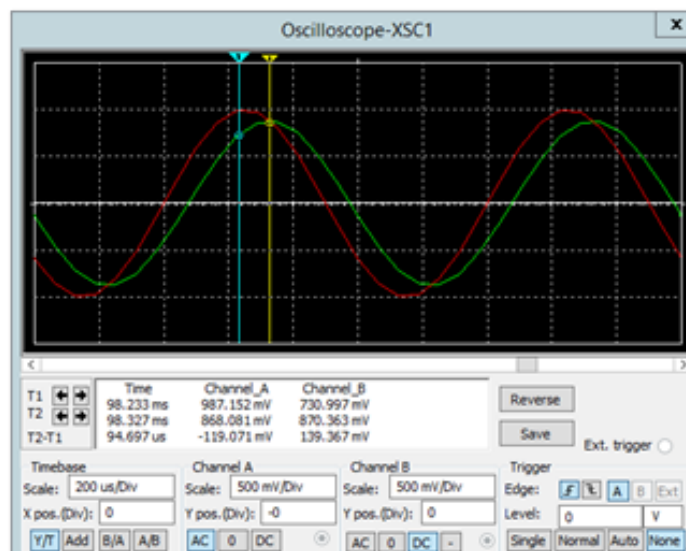 Oscilloscope-XSC1 x
T1 Time Channel_A Channel_B
98.233 ms 987.152 mV 730.997 mV
T2 98.327 ms 868.081 mV 870.363 mV
T2-T1 94.697 us -119.071 mV 139.367 mV
Reverse
Save
Ext. trigger
Timebase Channel A Channel B Trigger
Scale: 200 us/Div Scale: 500 mV/Div Scale: 500 mV/Div Edge: A B Ext
X pos.(Div): 0 Y pos.(Div): -0 Y pos.(Div): 0 Level: 0 V
Y/T Add B/A A/B AC 0 DC AC 0 DC - Single Normal Auto None